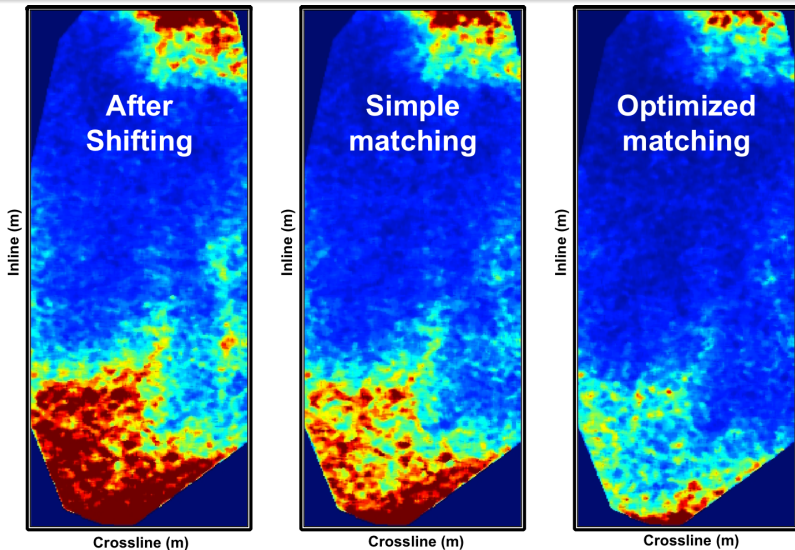 After
Shifting
Simple
matching
Optimized
matching
Inline (m)
Inline (m)
Inline (m)
Crossline (m)
Crossline (m)
Crossline (m)